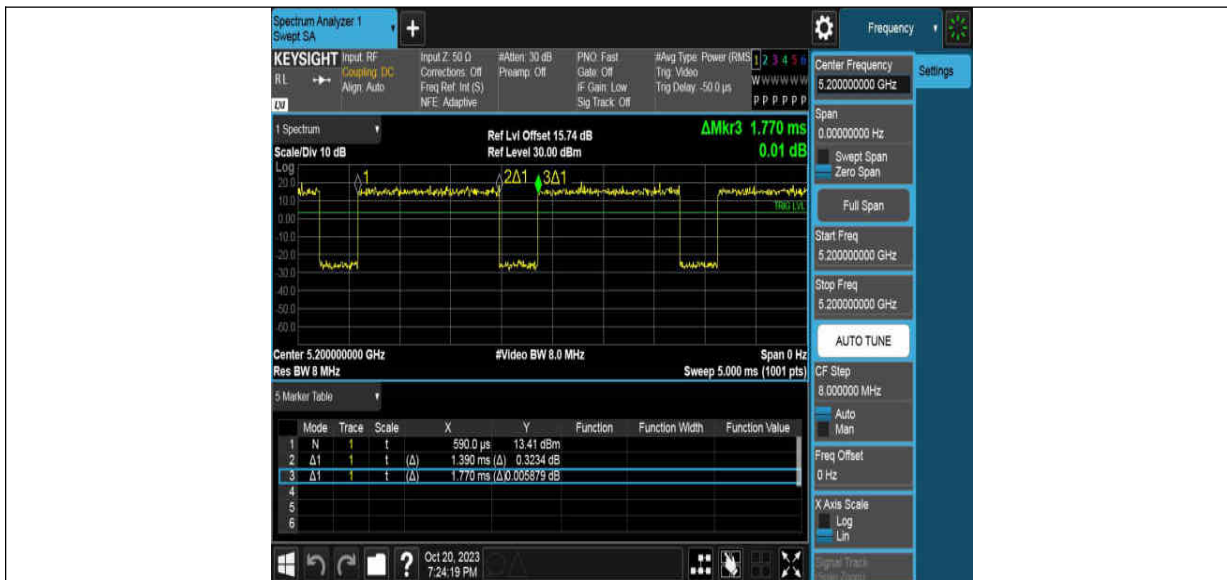 Spectrum Analyzer 1
Swept SA
+
Frequency
KEYSIGHT
RL
LXI
Input: RF
Coupling: DC
Align: Auto
Input Z: 50 Ω
Corrections: Off
Freq Ref: Int (S)
NFE: Adaptive
#Atten: 30 dB
Preamp: Off
PNO: Fast
Gate: Off
IF Gain: Low
Sig Track: Off
#Avg Type: Power (RMS
Trig: Video
Trig Delay: -50.0 µs
1 2 3 4 5 6
W W W W W W
P P P P P P
Center Frequency
5.200000000 GHz
Settings
Span
0.00000000 Hz
Swept Span
Zero Span
Full Span
Start Freq
5.200000000 GHz
Stop Freq
5.200000000 GHz
AUTO TUNE
CF Step
8.000000 MHz
Auto
Man
Freq Offset
0 Hz
X Axis Scale
Log
Lin
Signal Track
1 Spectrum
Scale/Div 10 dB
Ref Lvl Offset 15.74 dB
Ref Level 30.00 dBm
ΔMkr3 1.770 ms
0.01 dB
Log
20.0
10.0
0.00
-10.0
-20.0
-30.0
-40.0
-50.0
-60.0
1
2Δ1
3Δ1
TRIG LVL
Center 5.200000000 GHz
#Video BW 8.0 MHz
Span 0 Hz
Res BW 8 MHz
Sweep 5.000 ms (1001 pts)
5 Marker Table
Mode Trace Scale X Y Function Function Width Function Value
1 N 1 t 590.0 µs 13.41 dBm
2 Δ1 1 t (Δ) 1.390 ms (Δ) 0.3234 dB
3 Δ1 1 t (Δ) 1.770 ms (Δ) 0.005879 dB
4
5
6
?
Oct 20, 2023
7:24:19 PM